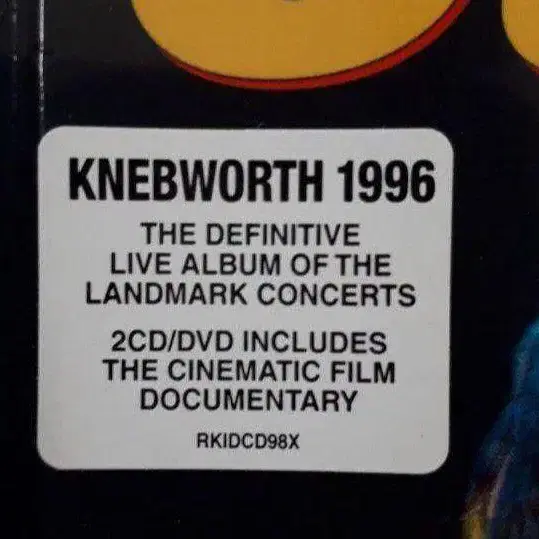 KNEBWORTH 1996
THE DEFINITIVE
LIVE ALBUM OF THE
LANDMARK CONCERTS
2CD/DVD INCLUDES
THE CINEMATIC FILM
DOCUMENTARY
RKIDCD98X